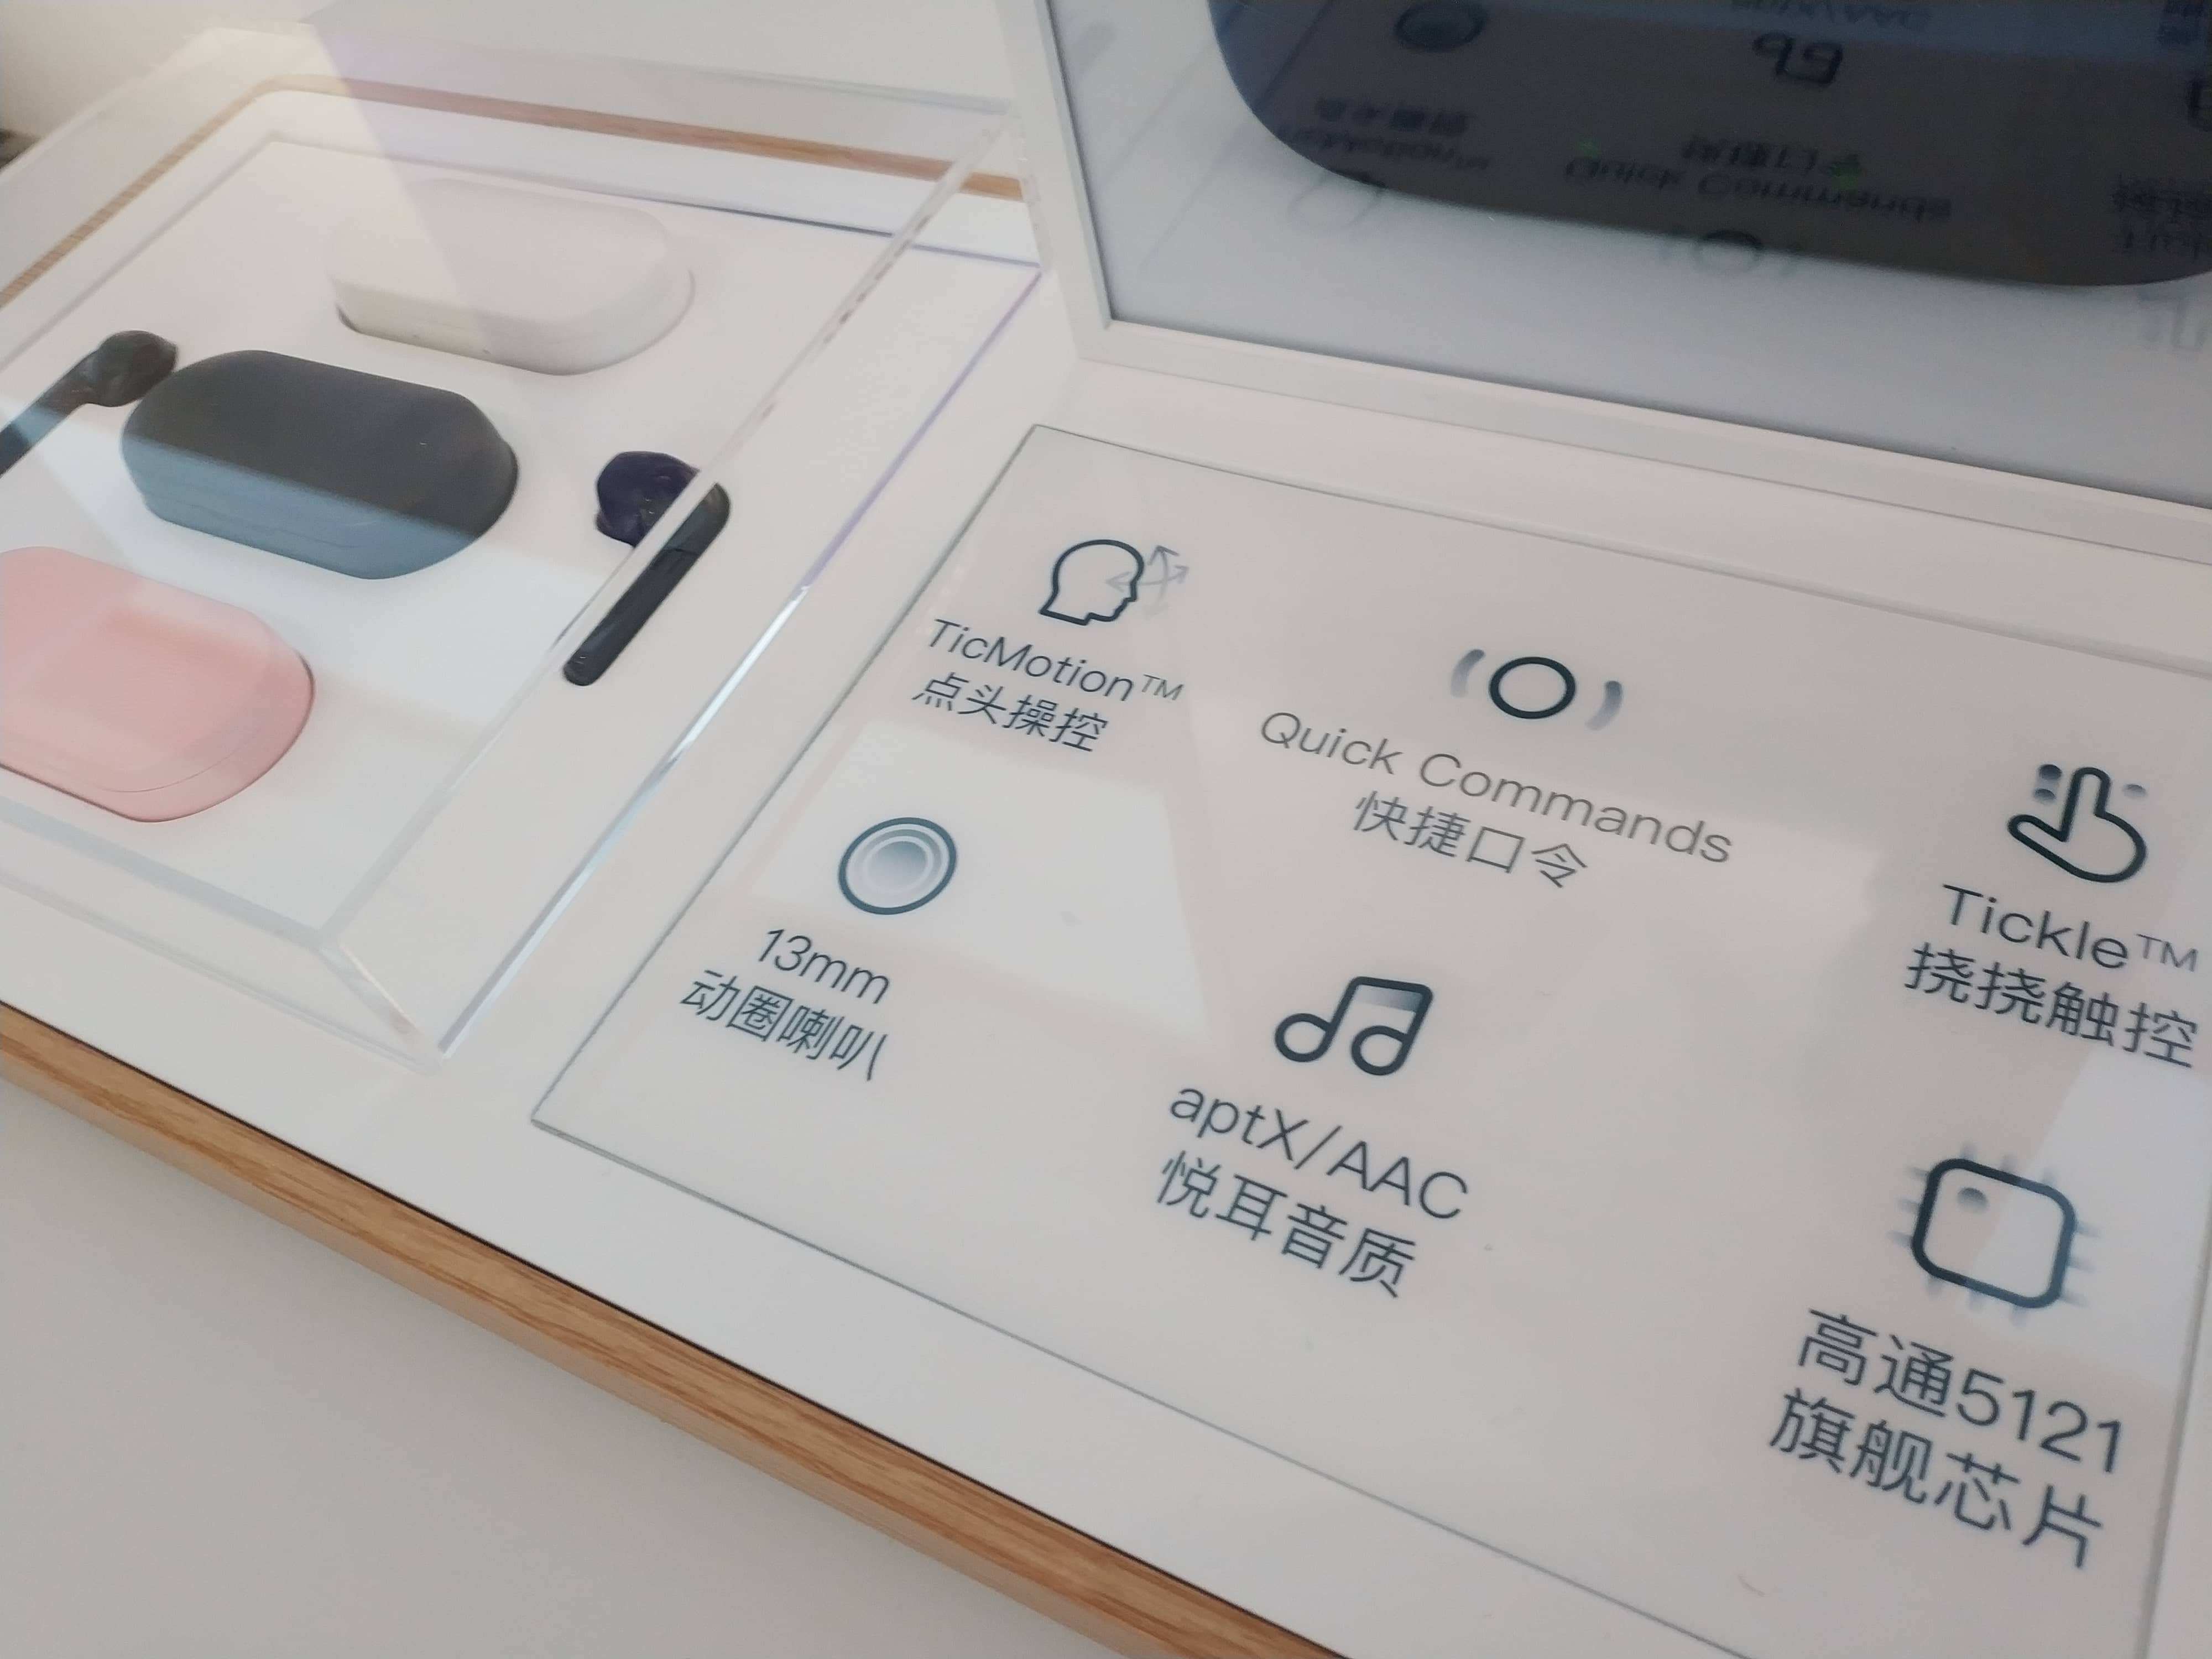 TicMotion™
点头操控
Quick Commands
快捷口令
Tickle™
挠挠触控
13mm
动圈喇叭
aptX/AAC
悦耳音质
高通5121
旗舰芯片